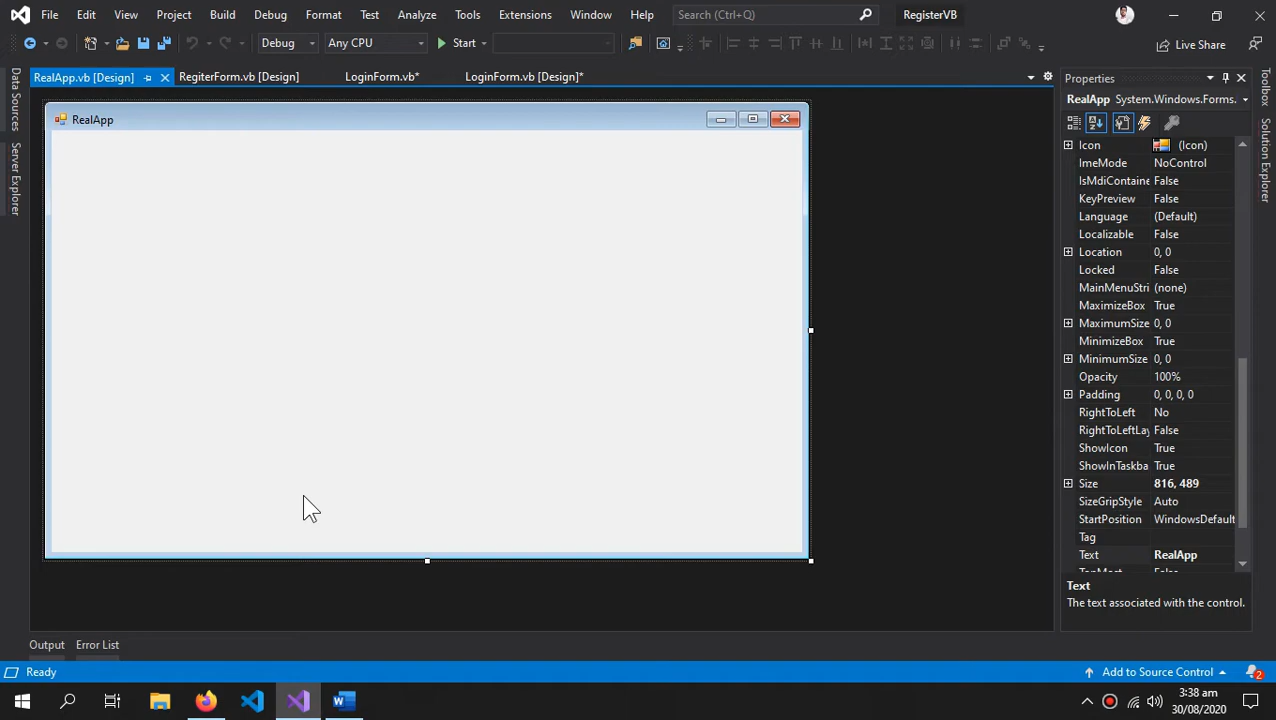 File Edit View Project Build Debug Format Test Analyze Tools Extensions Window Help Search (Ctrl+Q) RegisterVB
Debug Any CPU Start Live Share
RealApp.vb [Design] RegiterForm.vb [Design] LoginForm.vb* LoginForm.vb [Design]*
Data Sources
Server Explorer
RealApp
Properties
RealApp System.Windows.Forms.
Icon (Icon)
ImeMode NoControl
IsMdiContaine False
KeyPreview False
Language (Default)
Localizable False
Location 0, 0
Locked False
MainMenuStri (none)
MaximizeBox True
MaximumSize 0, 0
MinimizeBox True
MinimumSize 0, 0
Opacity 100%
Padding 0, 0, 0, 0
RightToLeft No
RightToLeftLay False
ShowIcon True
ShowInTaskba True
Size 816, 489
SizeGripStyle Auto
StartPosition WindowsDefault
Tag
Text RealApp
TopMost False
Text
The text associated with the control.
Toolbox
Solution Explorer
Output Error List
Ready Add to Source Control 2
3:38 am
30/08/2020